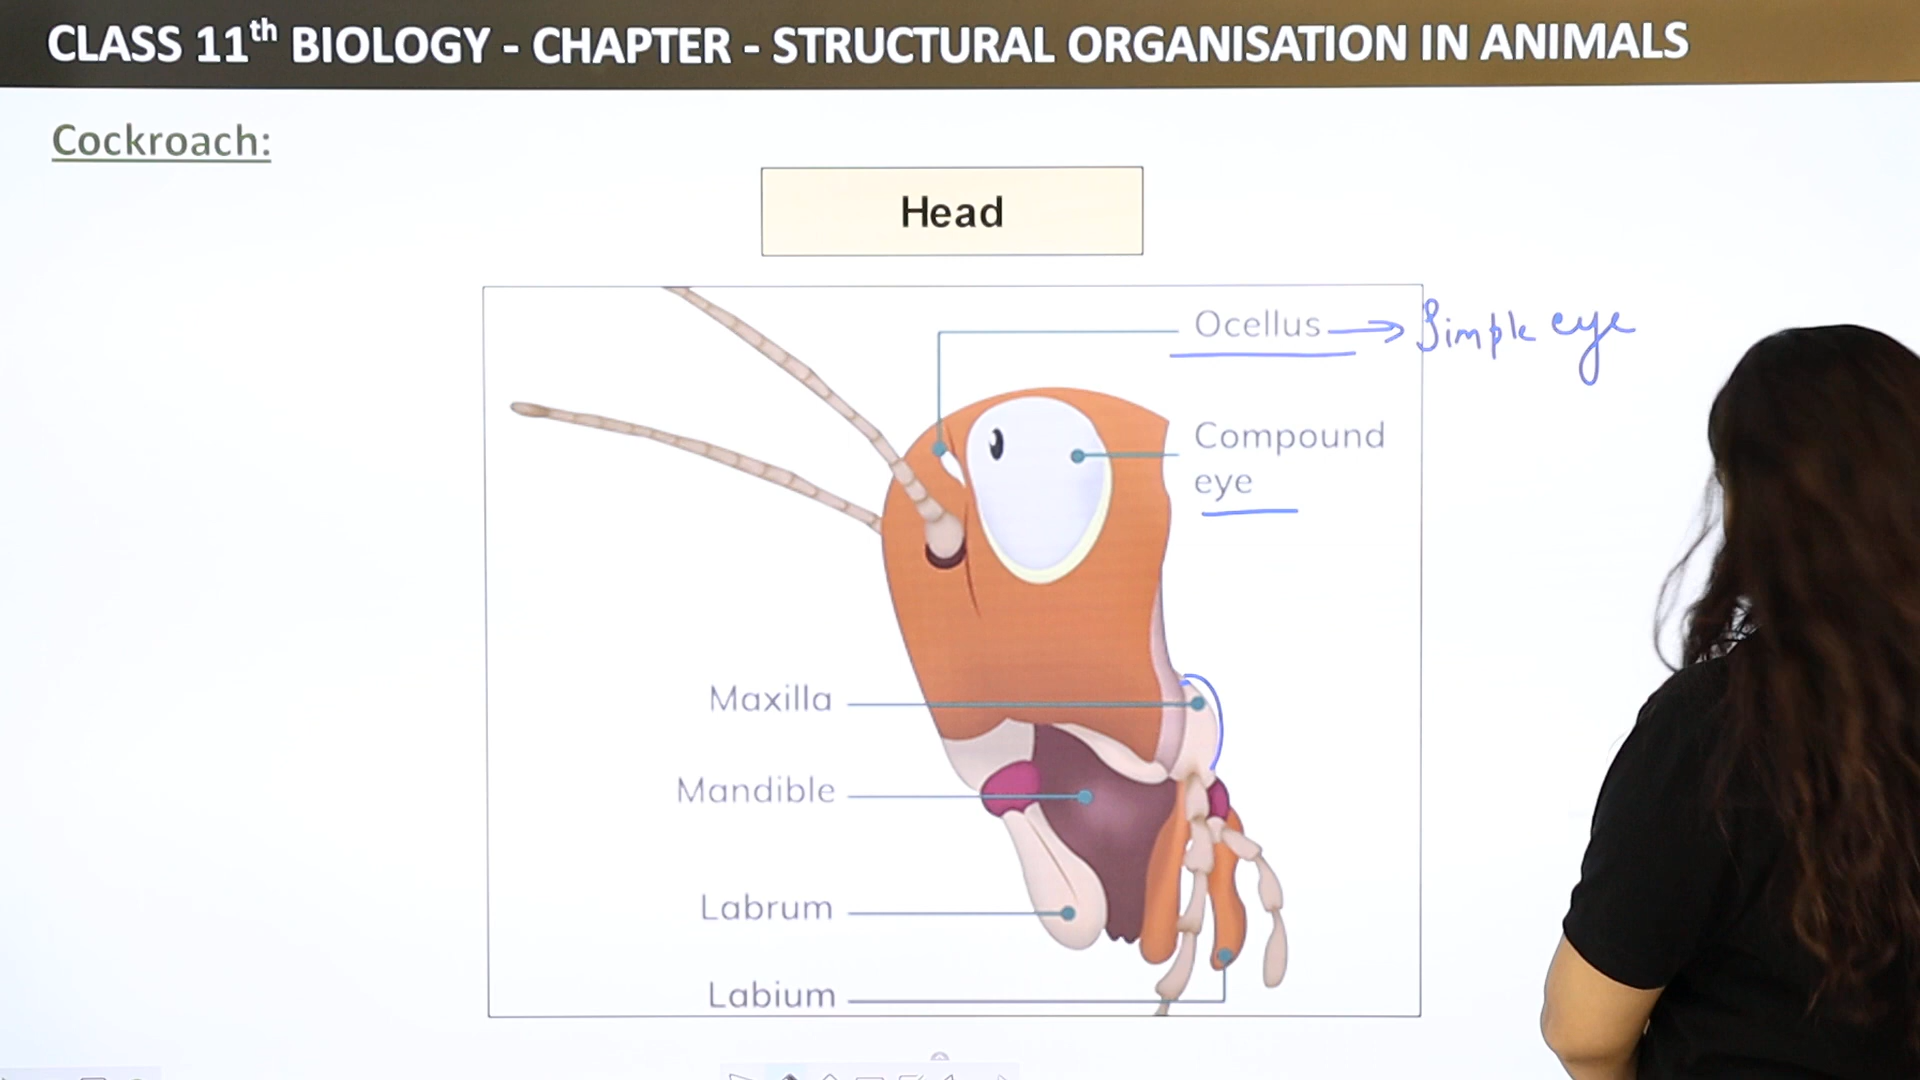 CLASS 11th BIOLOGY - CHAPTER - STRUCTURAL ORGANISATION IN ANIMALS
Cockroach:
Head
Ocellus → Simple eye
Compound
eye
Maxilla
Mandible
Labrum
Labium